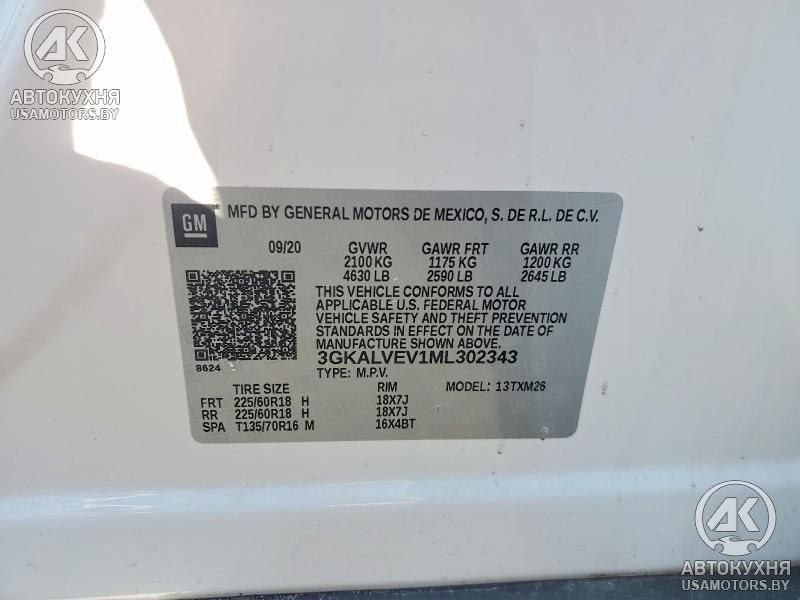 AK
АВТОКУХНЯ
USAMOTORS.BY
GM MFD BY GENERAL MOTORS DE MEXICO, S. DE R.L. DE C.V.
09/20 GVWR GAWR FRT GAWR RR
2100 KG 1175 KG 1200 KG
4630 LB 2590 LB 2645 LB
THIS VEHICLE CONFORMS TO ALL
APPLICABLE U.S. FEDERAL MOTOR
VEHICLE SAFETY AND THEFT PREVENTION
STANDARDS IN EFFECT ON THE DATE OF
MANUFACTURE SHOWN ABOVE.
3GKALVEV1ML302343
8624 TYPE: M.P.V. MODEL: 13TXM26
TIRE SIZE RIM
FRT 225/60R18 H 18X7J
RR 225/60R18 H 18X7J
SPA T135/70R16 M 16X4BT
AK
АВТОКУХНЯ
USAMOTORS.BY